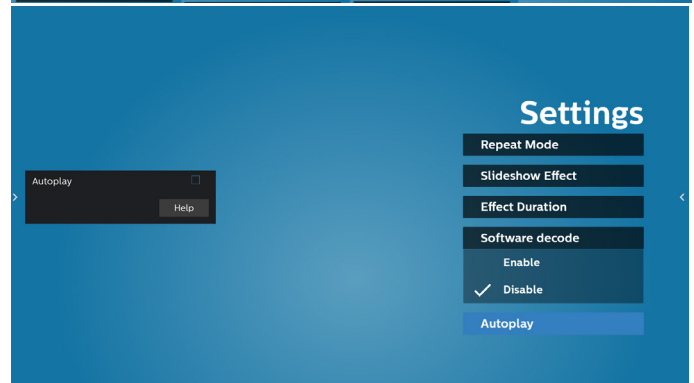 Settings
Repeat Mode
Slideshow Effect
Effect Duration
Software decode
Enable
Disable
Autoplay
Autoplay
Help